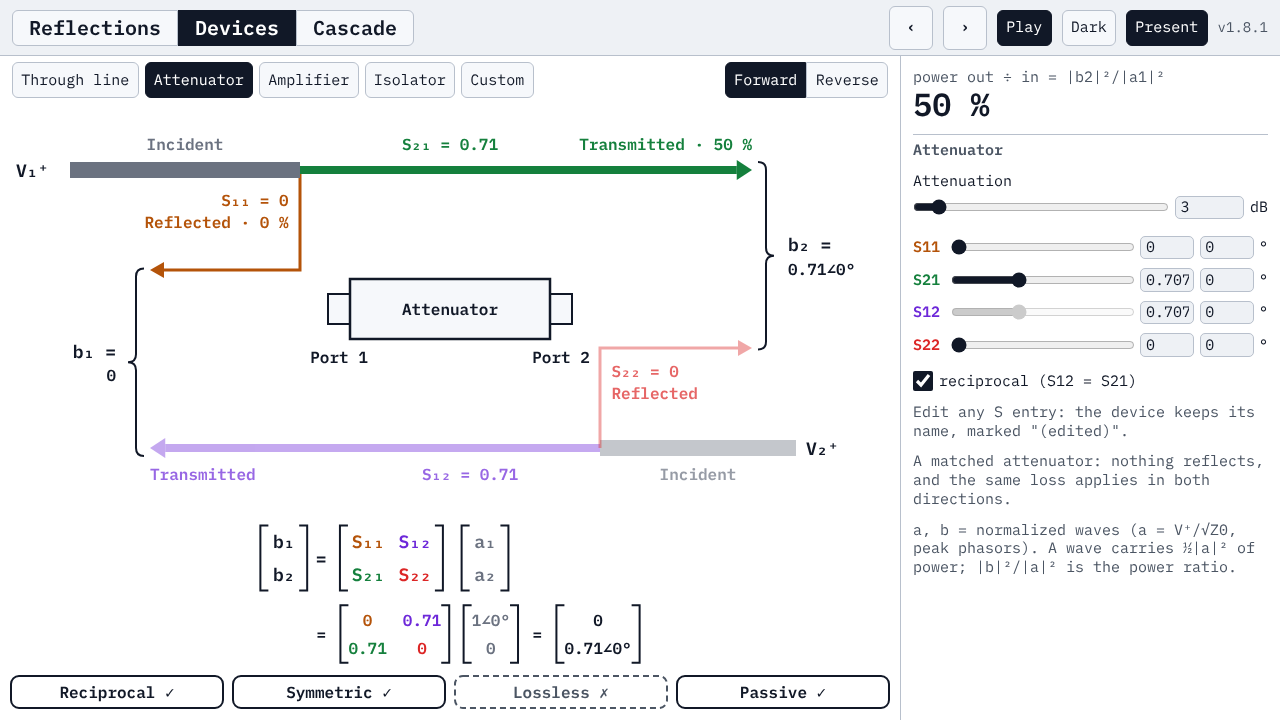 Reflections Devices Cascade
‹ › Play Dark Present v1.8.1
Through line Attenuator Amplifier Isolator Custom
Forward Reverse
Incident
S₂₁ = 0.71
Transmitted · 50 %
V₁⁺
S₁₁ = 0
Reflected · 0 %
b₂ =
0.71∠0°
Attenuator
Port 1
Port 2
b₁ =
0
S₂₂ = 0
Reflected
V₂⁺
Transmitted
S₁₂ = 0.71
Incident
b₁ = S₁₁ S₁₂ a₁
b₂ S₂₁ S₂₂ a₂
= 0 0.71 1∠0° = 0
0.71 0 0 0.71∠0°
Reciprocal ✓ Symmetric ✓ Lossless ✗ Passive ✓
power out ÷ in = |b2|²/|a1|²
50 %
Attenuator
Attenuation
3 dB
S11 0 0 °
S21 0.707 0 °
S12 0.707 0 °
S22 0 0 °
reciprocal (S12 = S21)
Edit any S entry: the device keeps its
name, marked "(edited)".
A matched attenuator: nothing reflects,
and the same loss applies in both
directions.
a, b = normalized waves (a = V⁺/√Z0,
peak phasors). A wave carries ½|a|² of
power; |b|²/|a|² is the power ratio.